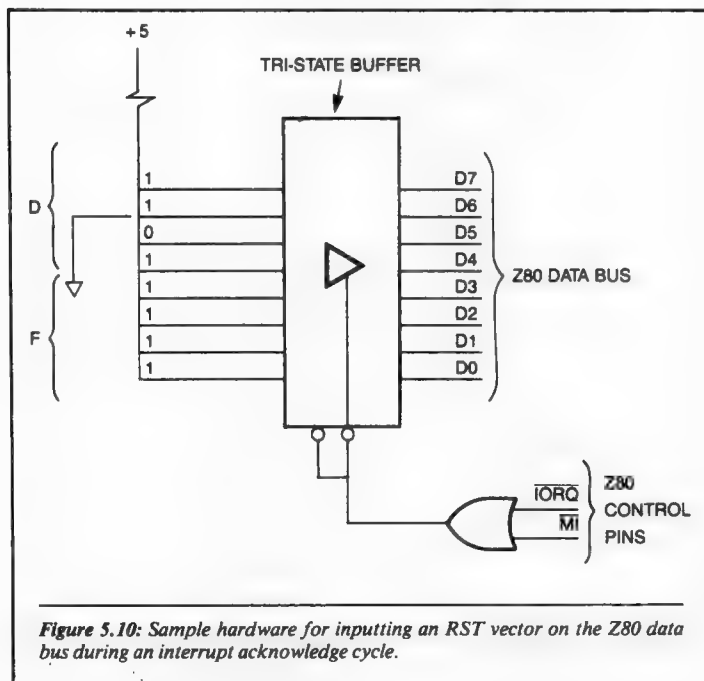 +5
TRI-STATE BUFFER
D
F
1
1
0
1
1
1
1
1
D7
D6
D5
D4
D3
D2
D1
D0
Z80 DATA BUS
IORQ
MI
Z80
CONTROL
PINS
Figure 5.10: Sample hardware for inputting an RST vector on the Z80 data
bus during an interrupt acknowledge cycle.